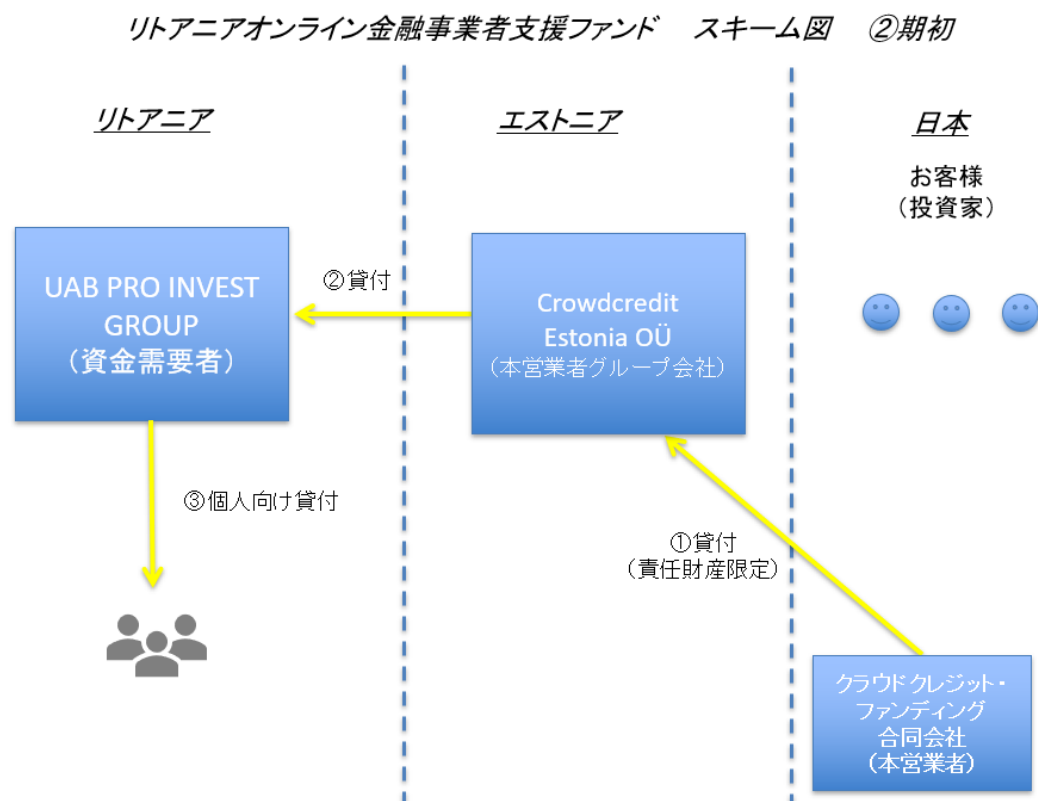 リトアニアオンライン金融事業者支援ファンド　スキーム図　②期初
リトアニア
エストニア
日本
お客様
（投資家）
UAB PRO INVEST
GROUP
（資金需要者）
②貸付
Crowdcredit
Estonia OÜ
（本営業者グループ会社）
③個人向け貸付
①貸付
（責任財産限定）
クラウドクレジット・
ファンディング
合同会社
（本営業者）